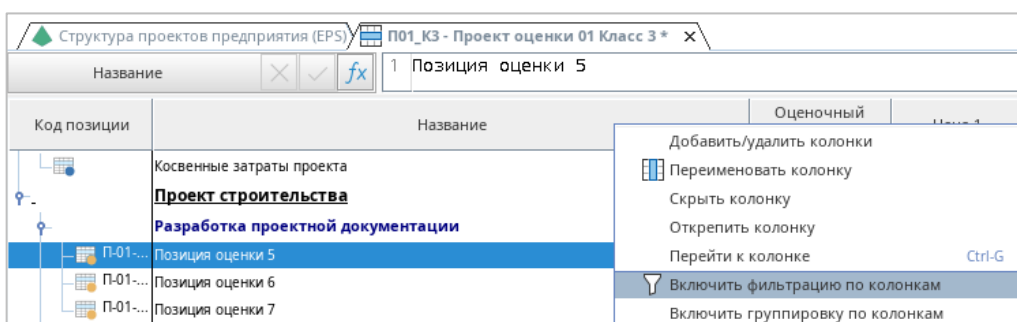 Структура проектов предприятия (EPS)
П01_К3 - Проект оценки 01 Класс 3 *
Название
fx
1 Позиция оценки 5
Код позиции
Название
Оценочный
Косвенные затраты проекта
Проект строительства
Разработка проектной документации
П-01-... Позиция оценки 5
П-01-... Позиция оценки 6
П-01-... Позиция оценки 7
Добавить/удалить колонки
Переименовать колонку
Скрыть колонку
Открепить колонку
Перейти к колонке Ctrl-G
Включить фильтрацию по колонкам
Включить группировку по колонкам